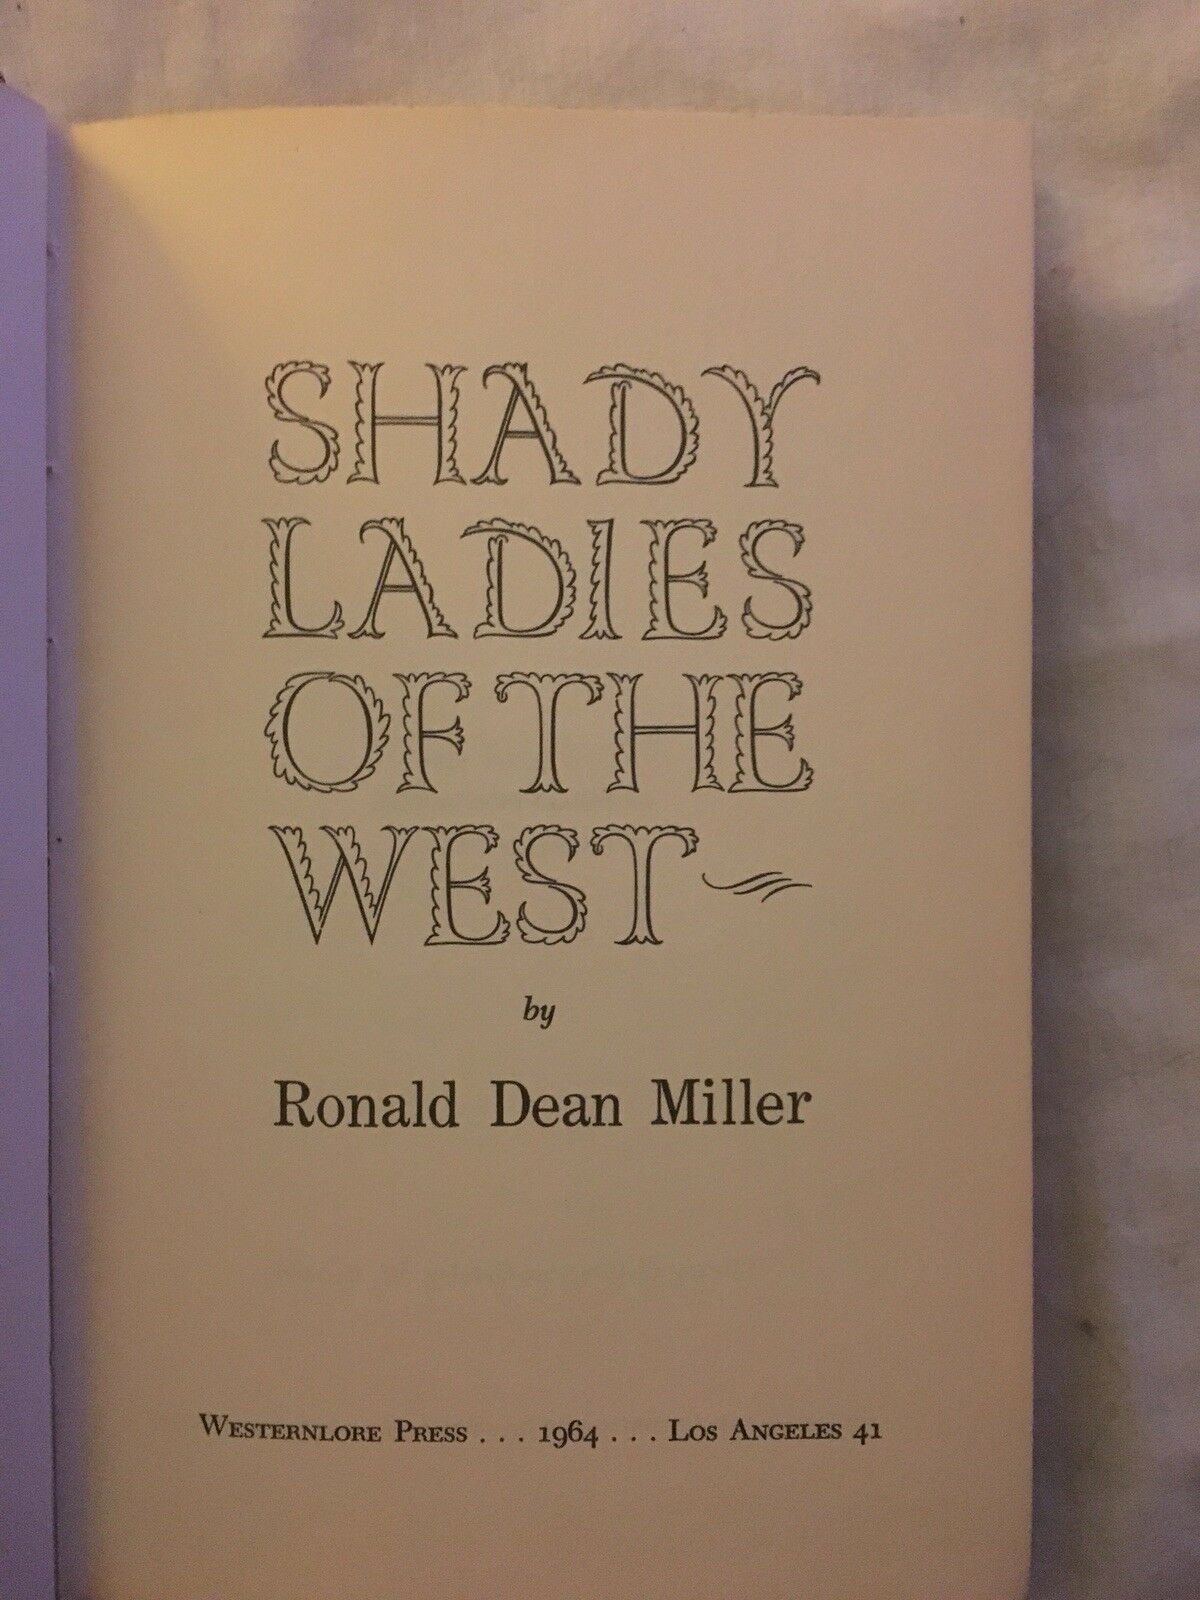 SHADY
LADIES
OF THE
WEST
by
Ronald Dean Miller
WESTERNLORE PRESS . . . 1964 . . . LOS ANGELES 41